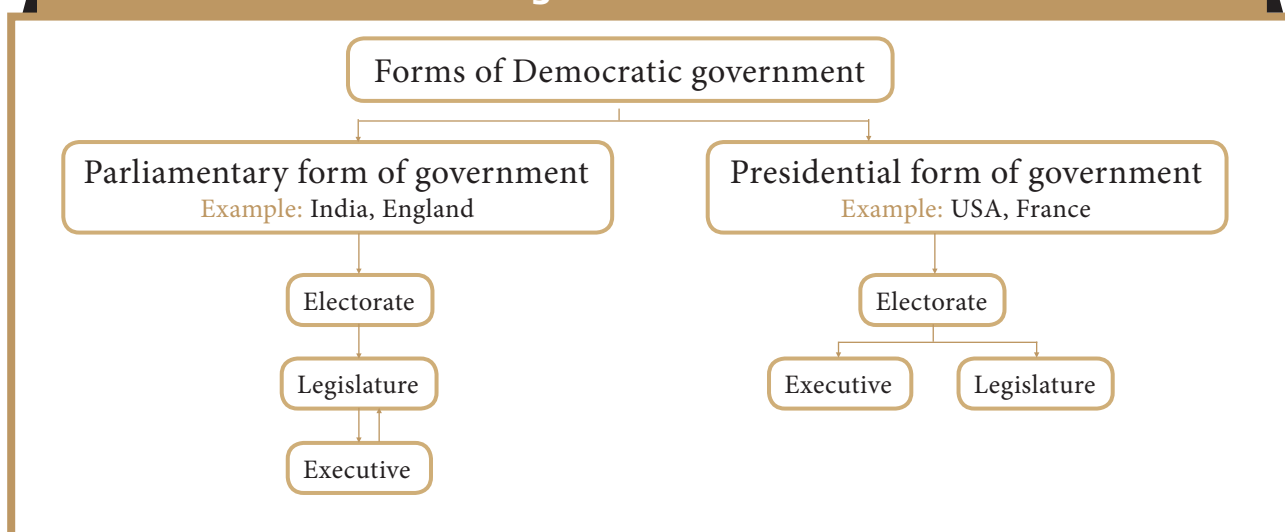 Forms of Democratic government
Parliamentary form of government
Example: India, England
Presidential form of government
Example: USA, France
Electorate
Legislature
Executive
Electorate
Executive
Legislature